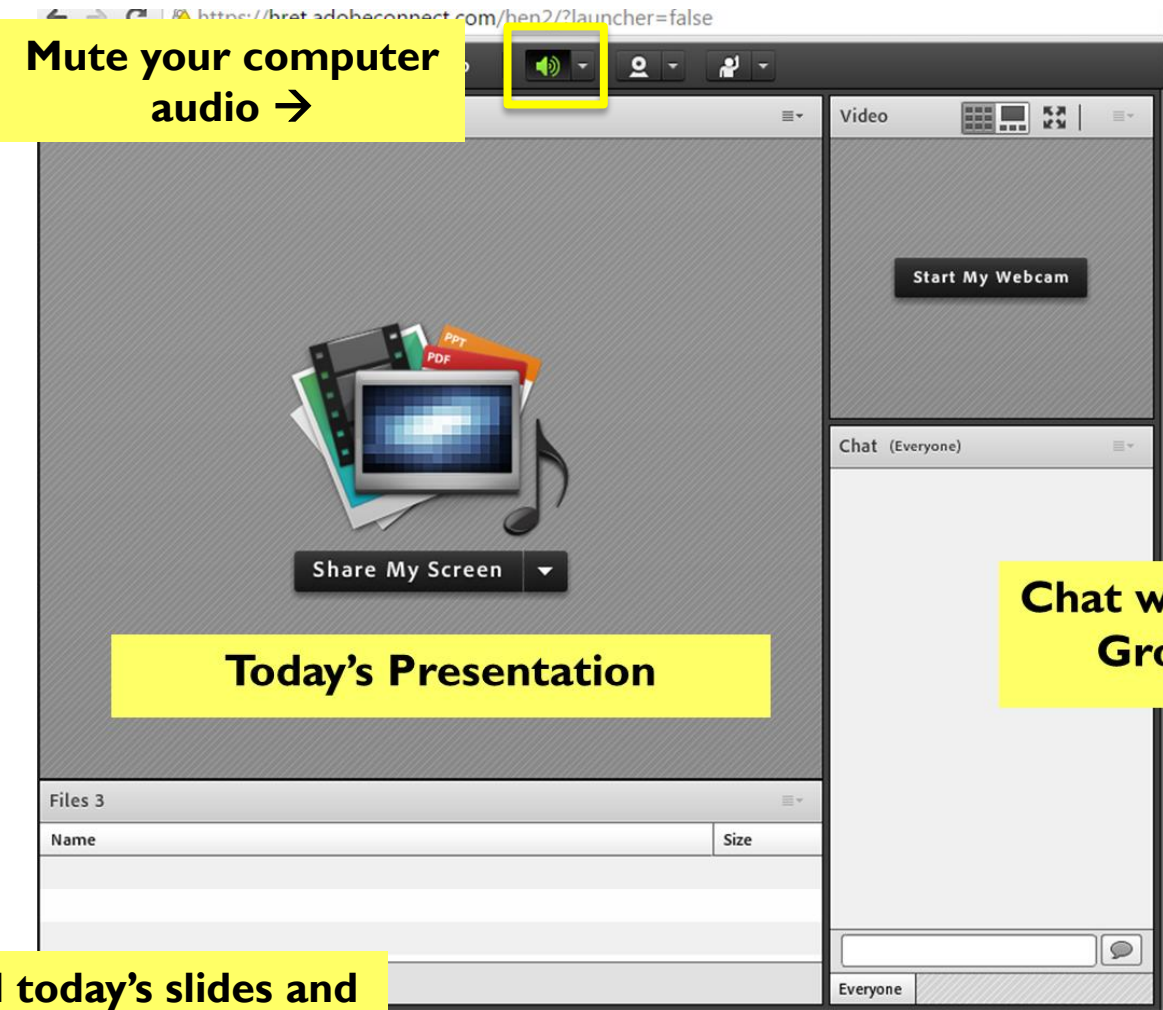 https://bret.adobeconnect.com/hen2/?launcher=false
Mute your computer
audio →
Video
Start My Webcam
PPT
PDF
Share My Screen
Chat (Everyone)
Chat
Today's Presentation
Files 3
Name Size
today's slides and
Everyone